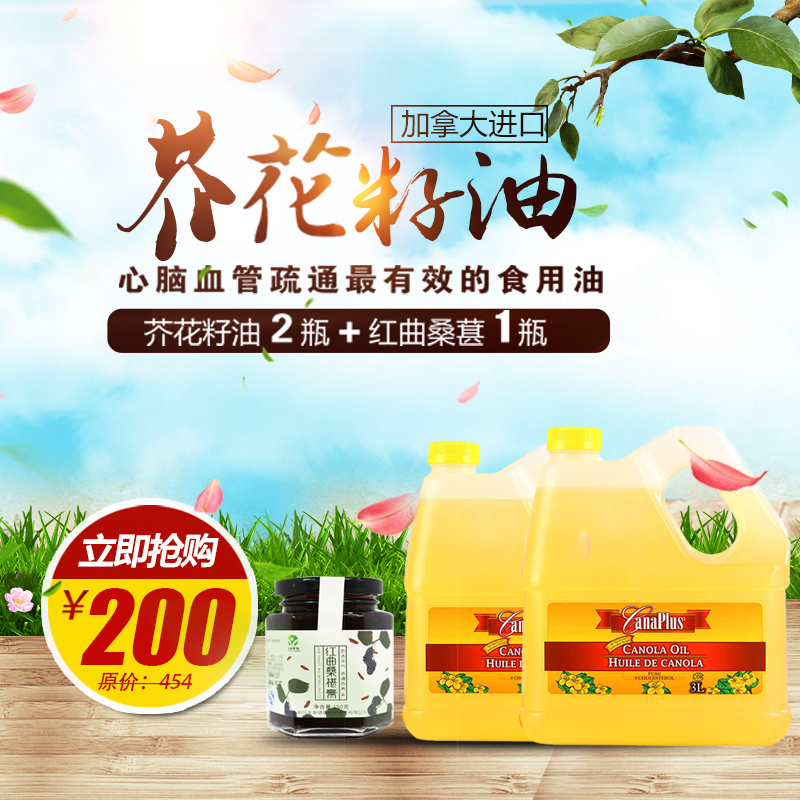 加拿大进口
芥花籽油
心脑血管疏通最有效的食用油
芥花籽油 2 瓶 + 红曲桑葚 1 瓶
立即抢购
¥200
原价：454
红曲桑椹膏
CanaPlus
CANOLA OIL
HUILE DE CANOLA
CanaPlus
CANOLA OIL
HUILE DE CANOLA
PURE
CHOLESTEROL
3L